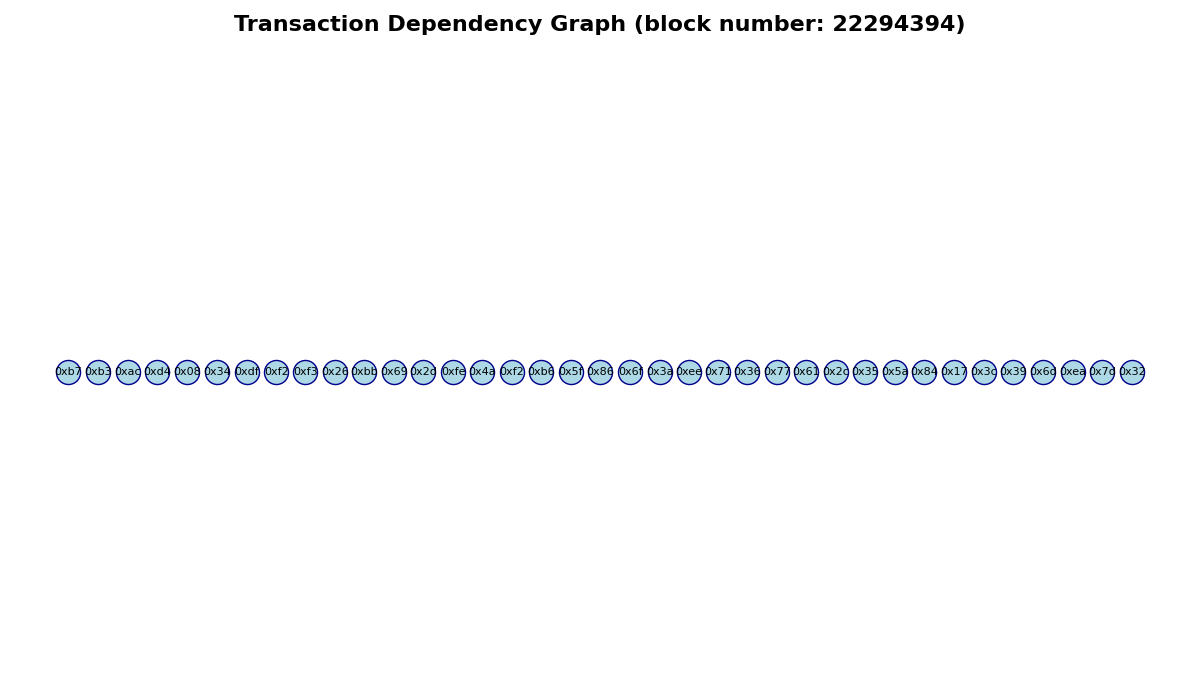 Transaction Dependency Graph (block number: 22294394)
0xb7 0xb3 0xac 0xd4 0x08 0x34 0xdf 0xf2 0xf3 0x26 0xbb 0x69 0x2d 0xfe 0x4a 0xf2 0xb6 0x5f 0x86 0x6f 0x3a 0xee 0x71 0x36 0x77 0x61 0x2c 0x35 0x5a 0x84 0x17 0x3c 0x39 0x6d 0xea 0x7d 0x32